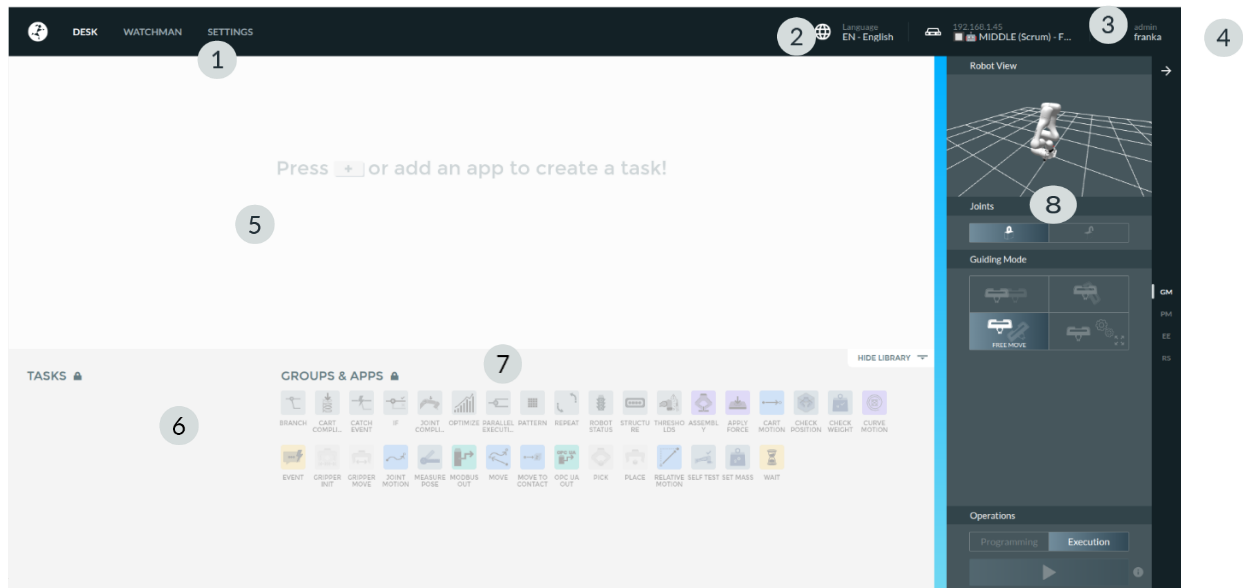 DESK WATCHMAN SETTINGS
1
2
Language
EN - English
192.168.1.45
MIDDLE (Scrum) - F...
3
admin
franka
4
Robot View
Press + or add an app to create a task!
5
8
Joints
Guiding Mode
FREE MOVE
GM
PM
EE
RS
HIDE LIBRARY
7
TASKS
6
GROUPS & APPS
BRANCH CART COMPLI... CATCH EVENT IF JOINT COMPLI... OPTIMIZE PARALLEL EXECUTI... PATTERN REPEAT ROBOT STATUS STRUCTU RE THRESHO LDS ASSEMBL Y APPLY FORCE CART MOTION CHECK POSITION CHECK WEIGHT CURVE MOTION
OPC UA
EVENT GRIPPER INIT GRIPPER MOVE JOINT MOTION MEASURE POSE MODBUS OUT MOVE MOVE TO CONTACT OPC UA OUT PICK PLACE RELATIVE MOTION SELF TEST SET MASS WAIT
Operations
Programming Execution